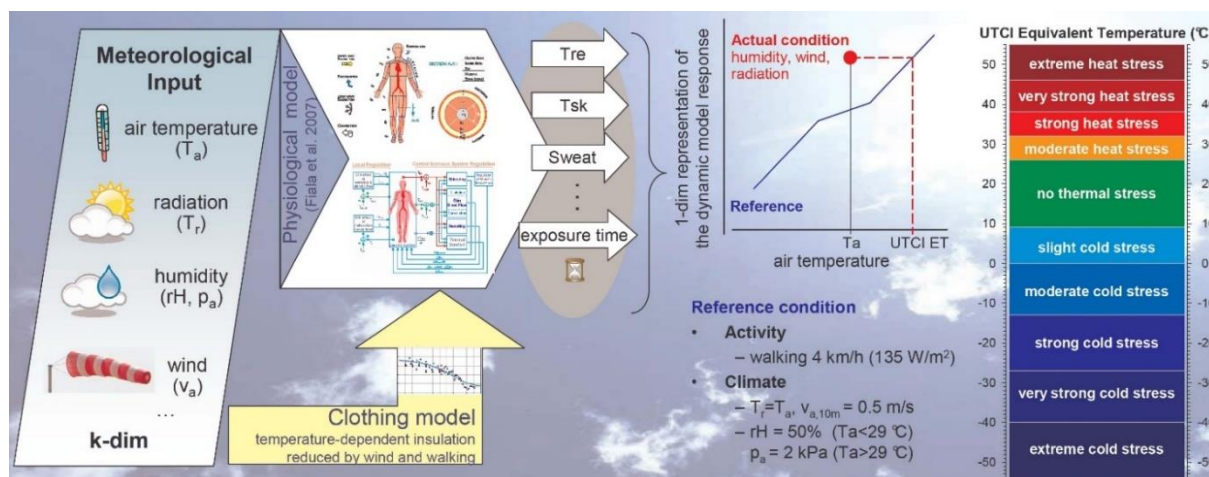 Meteorological
Input
air temperature
(Ta)
radiation
(Tr)
humidity
(rH, pa)
wind
(va)
...
k-dim
Physiological model
(Fiala et al. 2007)
Clothing model
temperature-dependent insulation
reduced by wind and walking
Tre
Tsk
Sweat
exposure time
1-dim representation of
the dynamic model response
Actual condition
humidity, wind,
radiation
Reference
Ta
UTCI ET
air temperature
Reference condition
• Activity
– walking 4 km/h (135 W/m²)
• Climate
– Tr=Ta, va,10m = 0.5 m/s
– rH = 50% (Ta<29 °C)
pa = 2 kPa (Ta>29 °C)
UTCI Equivalent Temperature (°C)
50
40
30
20
10
0
-10
-20
-30
-40
-50
extreme heat stress
very strong heat stress
strong heat stress
moderate heat stress
no thermal stress
slight cold stress
moderate cold stress
strong cold stress
very strong cold stress
extreme cold stress